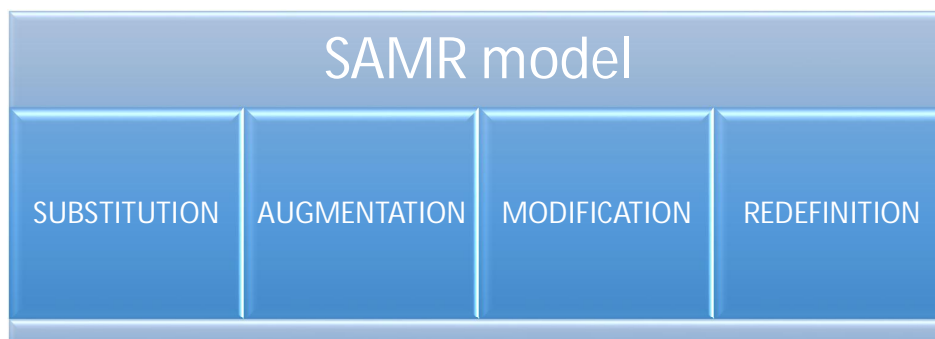 SAMR model
SUBSTITUTION
AUGMENTATION
MODIFICATION
REDEFINITION